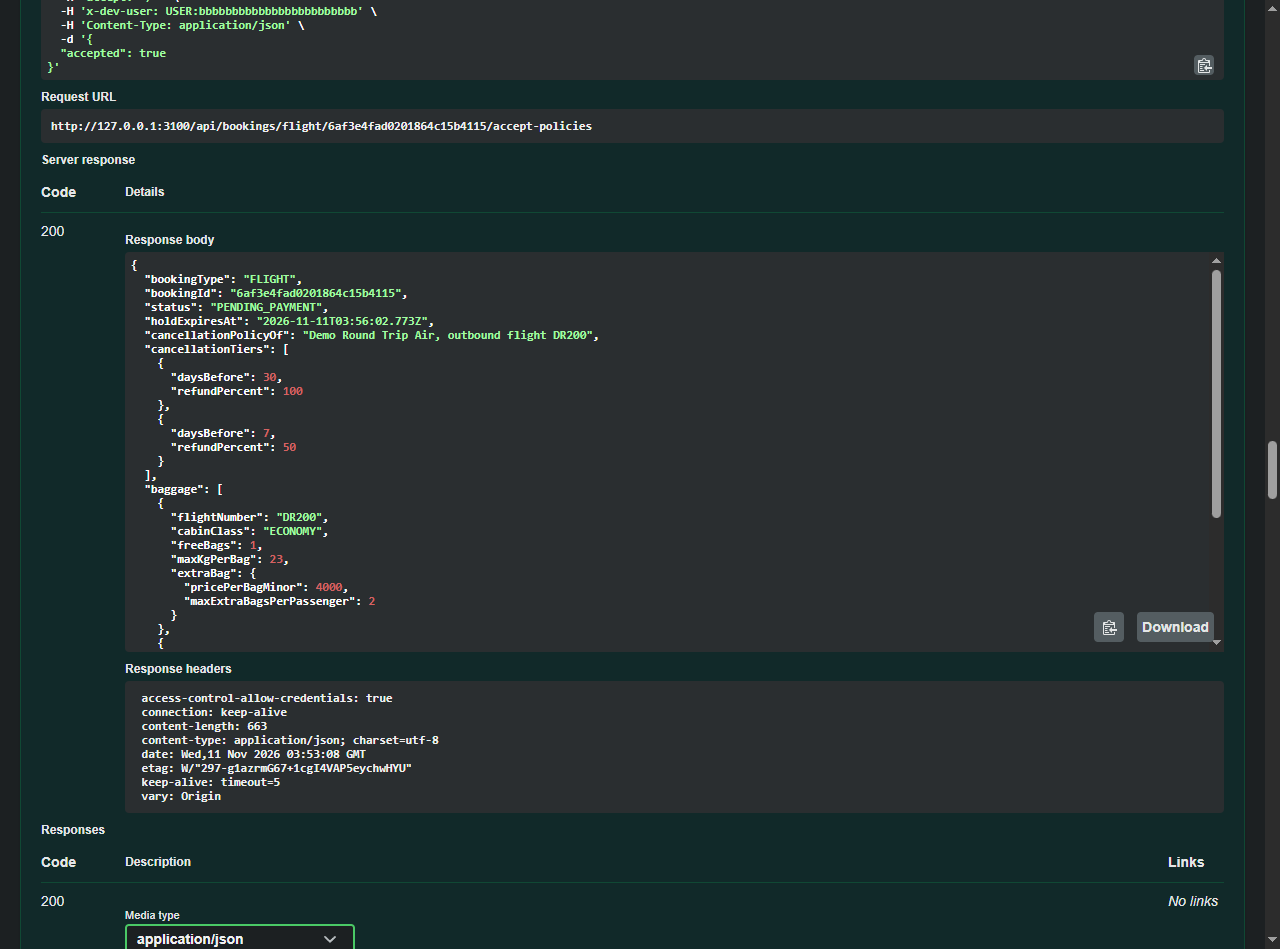 -H 'x-dev-user: USER:bbbbbbbbbbbbbbbbbbbbbbbb' \
-H 'Content-Type: application/json' \
-d '{
"accepted": true
}'
Request URL
http://127.0.0.1:3100/api/bookings/flight/6af3e4fad0201864c15b4115/accept-policies
Server response
Code Details
200
Response body
{
"bookingType": "FLIGHT",
"bookingId": "6af3e4fad0201864c15b4115",
"status": "PENDING_PAYMENT",
"holdExpiresAt": "2026-11-11T03:56:02.773Z",
"cancellationPolicyOf": "Demo Round Trip Air, outbound flight DR200",
"cancellationTiers": [
{
"daysBefore": 30,
"refundPercent": 100
},
{
"daysBefore": 7,
"refundPercent": 50
}
],
"baggage": [
{
"flightNumber": "DR200",
"cabinClass": "ECONOMY",
"freeBags": 1,
"maxKgPerBag": 23,
"extraBag": {
"pricePerBagMinor": 4000,
"maxExtraBagsPerPassenger": 2
}
},
{
Download
Response headers
access-control-allow-credentials: true
connection: keep-alive
content-length: 663
content-type: application/json; charset=utf-8
date: Wed,11 Nov 2026 03:53:08 GMT
etag: W/"297-g1azrmG67+1cgI4VAP5eychwHYU"
keep-alive: timeout=5
vary: Origin
Responses
Code Description Links
200 No links
Media type
application/json